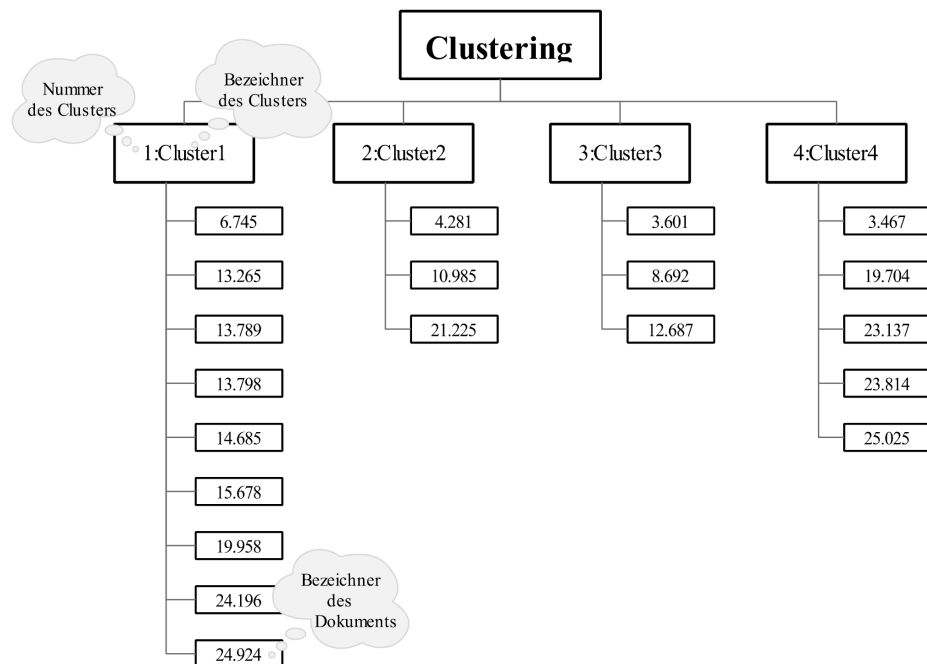 Clustering
Nummer
des Clusters
Bezeichner
des Clusters
1:Cluster1
2:Cluster2
3:Cluster3
4:Cluster4
6.745
13.265
13.789
13.798
14.685
15.678
19.958
24.196
24.924
4.281
10.985
21.225
3.601
8.692
12.687
3.467
19.704
23.137
23.814
25.025
Bezeichner
des
Dokuments